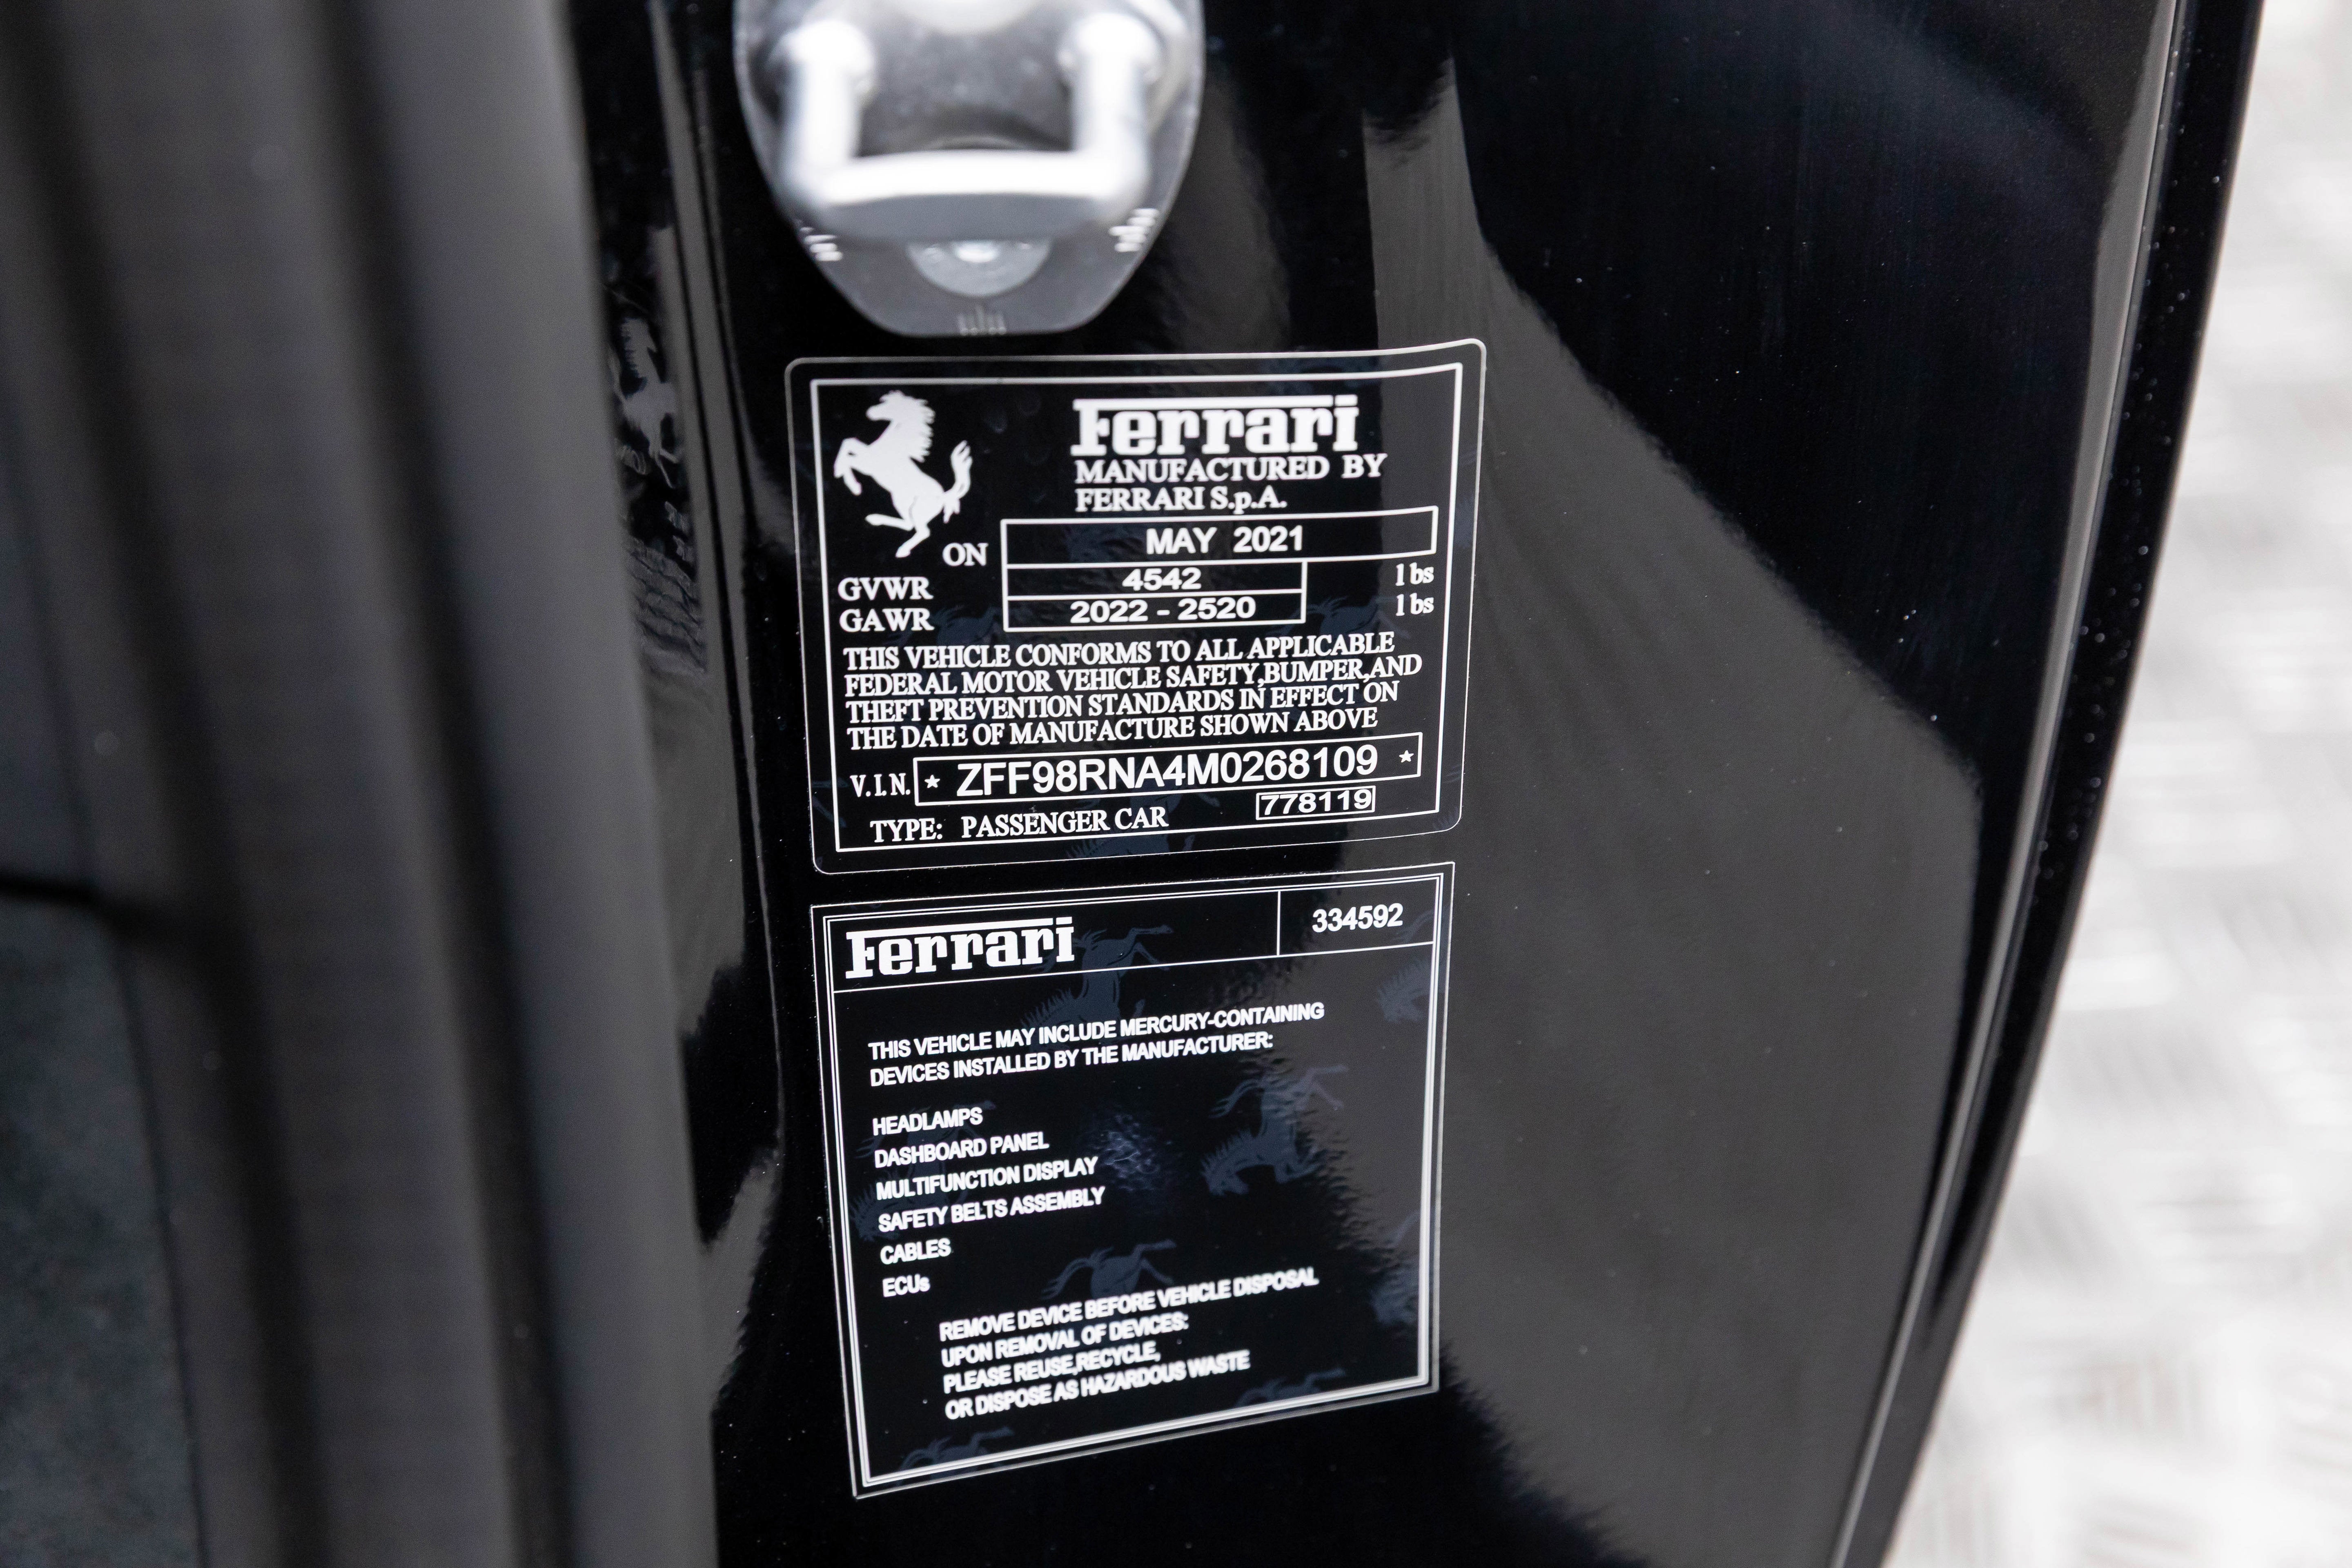 Ferrari
MANUFACTURED BY
FERRARI S.p.A.
ON MAY 2021
GVWR 4542 lbs
GAWR 2022 - 2520 lbs
THIS VEHICLE CONFORMS TO ALL APPLICABLE
FEDERAL MOTOR VEHICLE SAFETY,BUMPER,AND
THEFT PREVENTION STANDARDS IN EFFECT ON
THE DATE OF MANUFACTURE SHOWN ABOVE
V.I.N. * ZFF98RNA4M0268109 *
TYPE: PASSENGER CAR 778119
Ferrari 334592
THIS VEHICLE MAY INCLUDE MERCURY-CONTAINING
DEVICES INSTALLED BY THE MANUFACTURER:
HEADLAMPS
DASHBOARD PANEL
MULTIFUNCTION DISPLAY
SAFETY BELTS ASSEMBLY
CABLES
ECUs
REMOVE DEVICE BEFORE VEHICLE DISPOSAL
UPON REMOVAL OF DEVICES:
PLEASE REUSE,RECYCLE,
OR DISPOSE AS HAZARDOUS WASTE